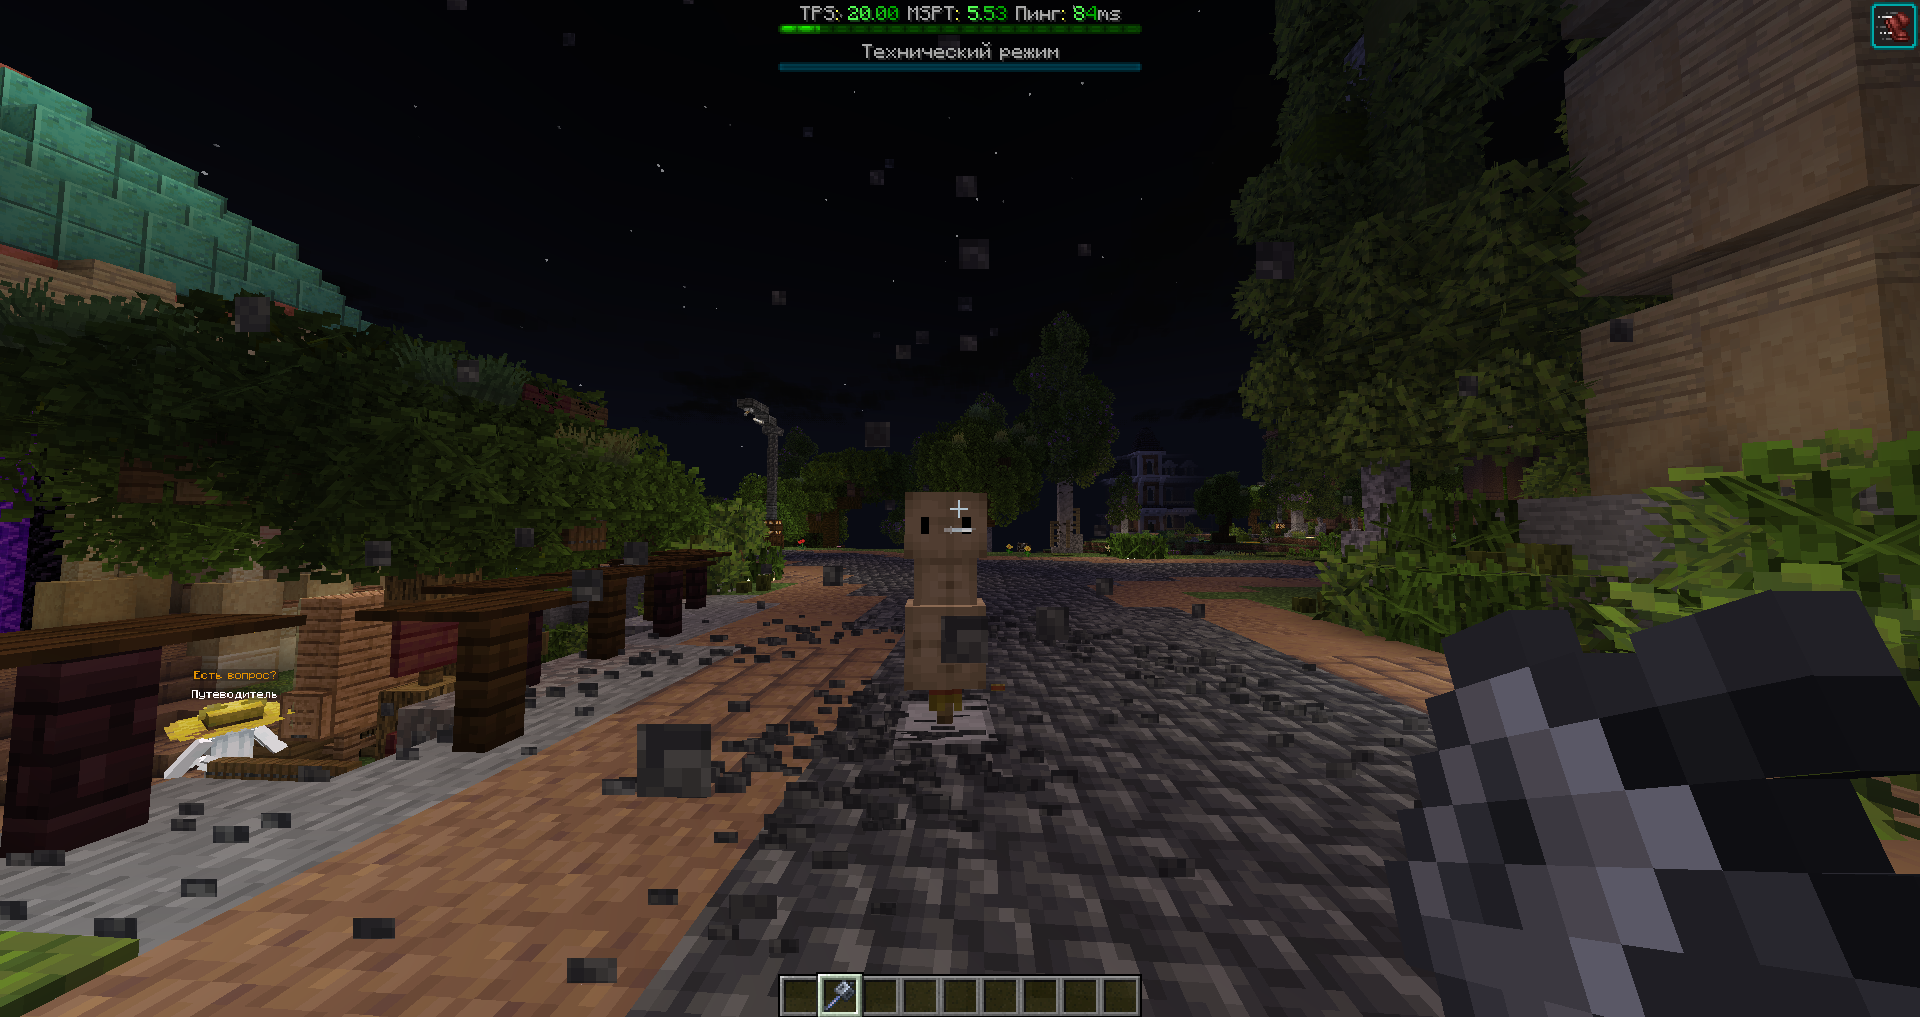 TPS: 20.00 MSPT: 5.53 Пинг: 84ms
Технический режим
Есть вопрос?
Путеводитель